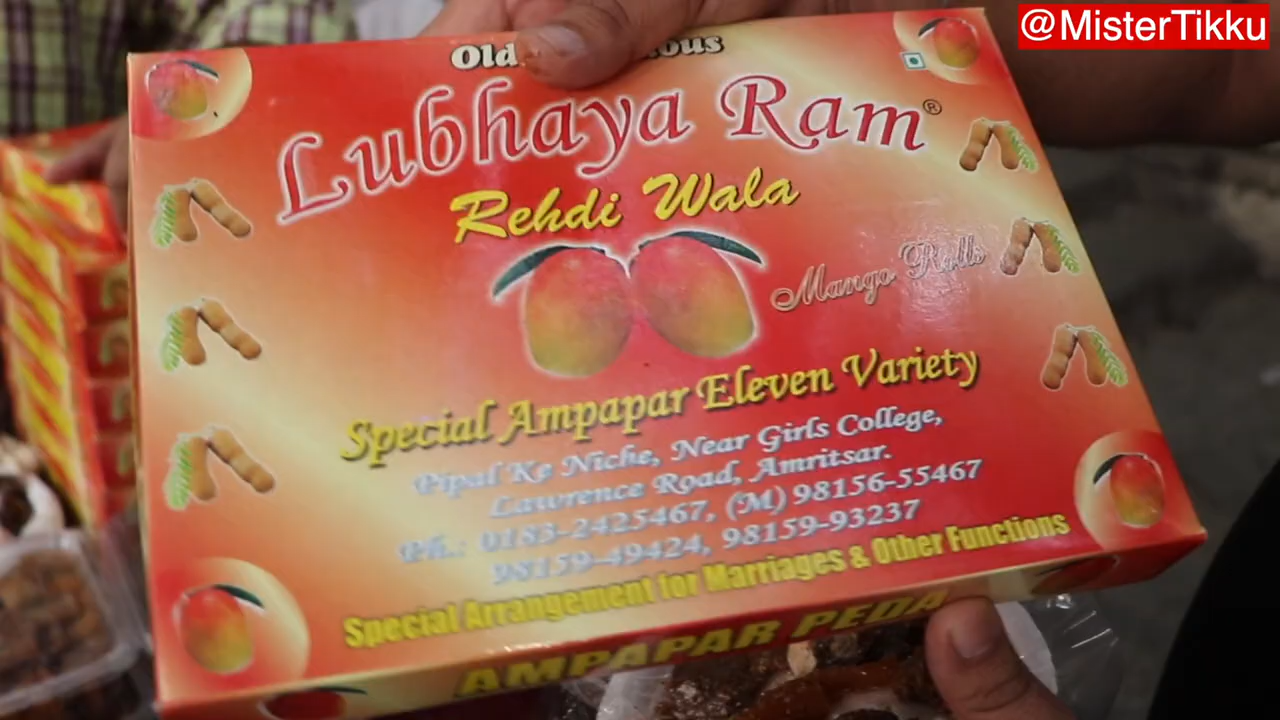 @MisterTikku
Old
Lubhaya Ram®
Rehdi Wala
Mango Rolls
Special Ampapar Eleven Variety
Pipal Ke Niche, Near Girls College,
Lawrence Road, Amritsar.
Ph.: 0183-2425467, (M) 98156-55467
98159-49424, 98159-93237
Special Arrangement for Marriages & Other Functions
AMPAPAR PEDA